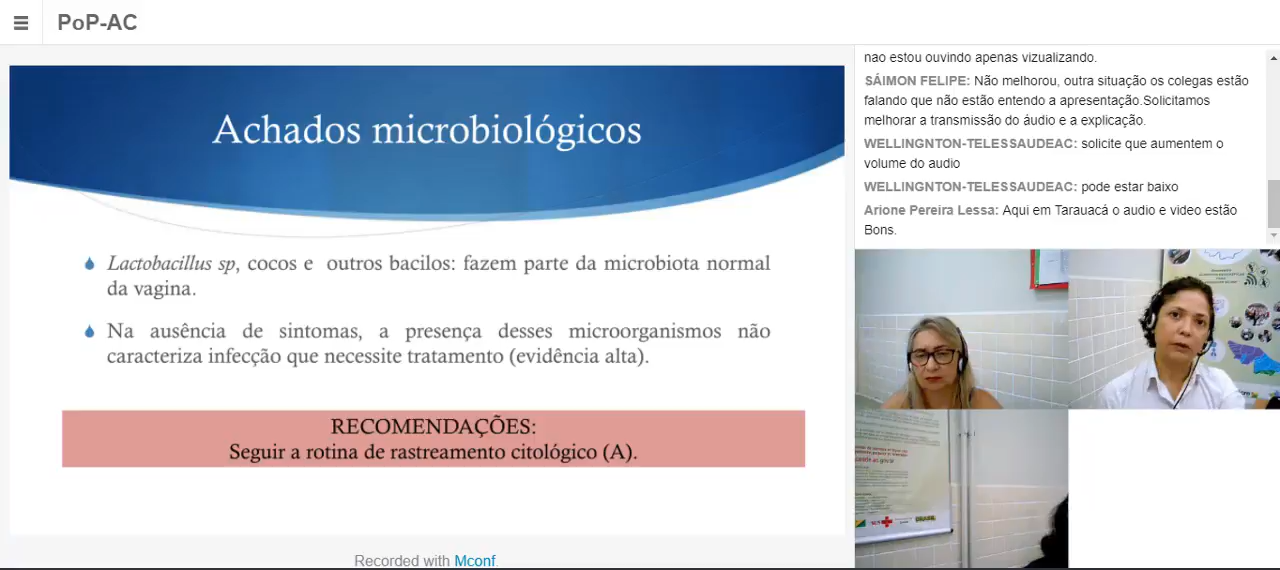 PoP-AC
Achados microbiológicos
Lactobacillus sp, cocos e outros bacilos: fazem parte da microbiota normal
da vagina.
Na ausência de sintomas, a presença desses microorganismos não
caracteriza infecção que necessite tratamento (evidência alta).
RECOMENDAÇÕES:
Seguir a rotina de rastreamento citológico (A).
Recorded with Mconf.
nao estou ouvindo apenas vizualizando.
SÁIMON FELIPE: Não melhorou, outra situação os colegas estão
falando que não estão entendo a apresentação.Solicitamos
melhorar a transmissão do áudio e a explicação.
WELLINGNTON-TELESSAUDEAC: solicite que aumentem o
volume do audio
WELLINGNTON-TELESSAUDEAC: pode estar baixo
Arione Pereira Lessa: Aqui em Tarauacá o audio e video estão
Bons.
SUS